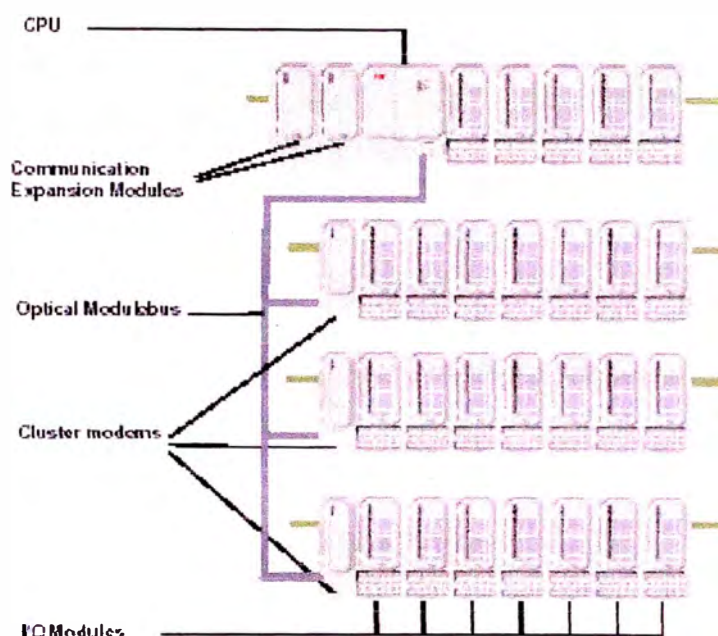 CPU
Communication
Expansion Modules
Optical Modulebus
Cluster modems
I/O Modules